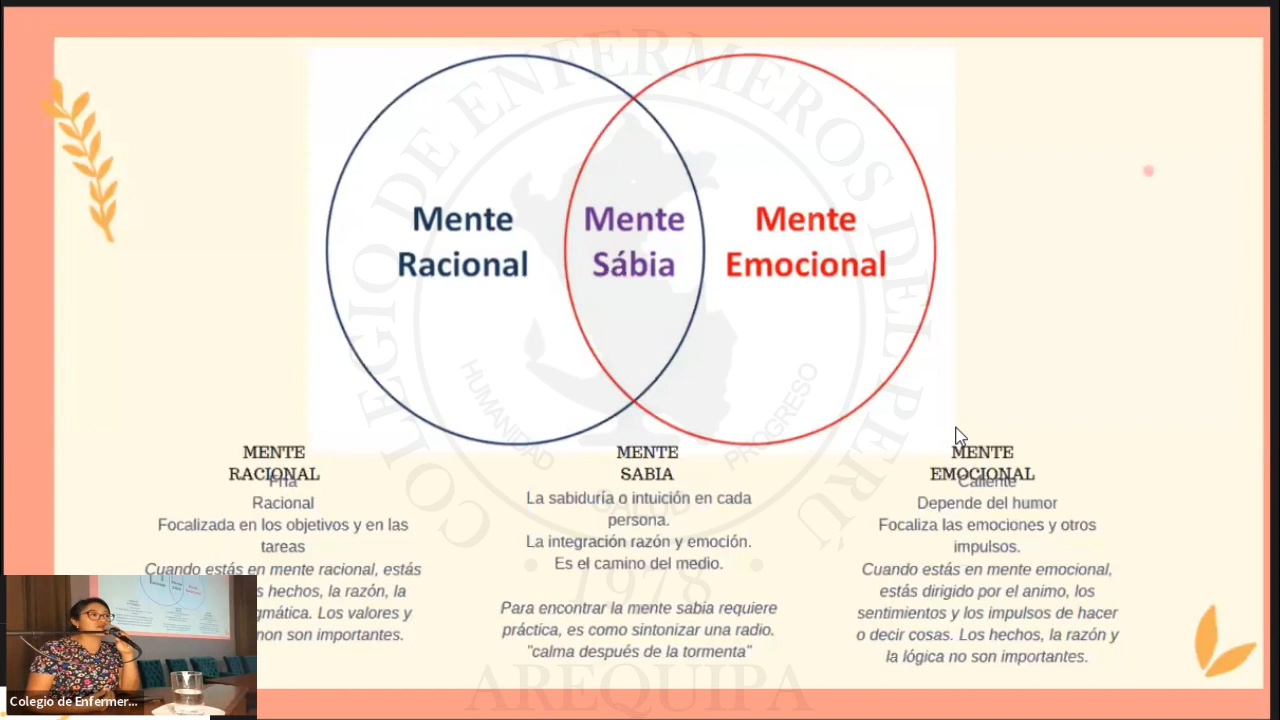 Mente
Racional
Mente
Sábia
Mente
Emocional
MENTE
RACIONAL
Fria
Racional
Focalizada en los objetivos y en las
tareas
Cuando estás en mente racional, estás
s hechos, la razón, la
gmática. Los valores y
non son importantes.
MENTE
SABIA
La sabiduría o intuición en cada
persona.
La integración razón y emoción.
Es el camino del medio.
Para encontrar la mente sabia requiere
práctica, es como sintonizar una radio.
"calma después de la tormenta"
MENTE
EMOCIONAL
Caliente
Depende del humor
Focaliza las emociones y otros
impulsos.
Cuando estás en mente emocional,
estás dirigido por el animo, los
sentimientos y los impulsos de hacer
o decir cosas. Los hechos, la razón y
la lógica no son importantes.
COLEGIO DE ENFERMEROS DEL PERÚ
HUMANIDAD
SALUD
PROGRESO
• 1978 •
AREQUIPA
Colegio de Enfermer...